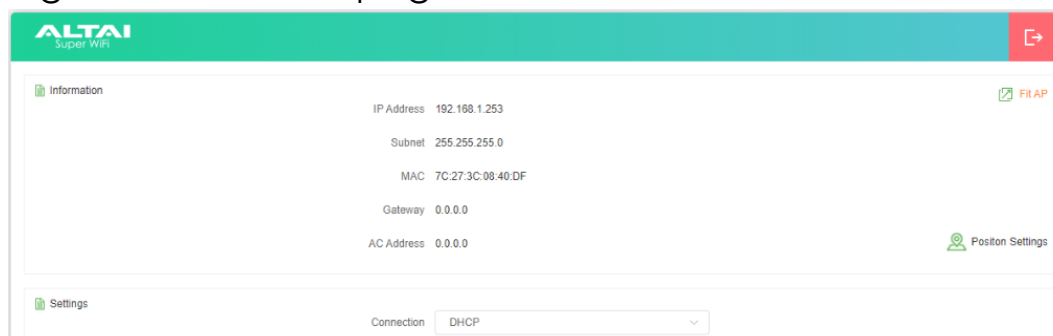 ALTAI
Super WiFi
Information
Fit AP
IP Address 192.168.1.253
Subnet 255.255.255.0
MAC 7C:27:3C:08:40:DF
Gateway 0.0.0.0
AC Address 0.0.0.0
Positon Settings
Settings
Connection DHCP